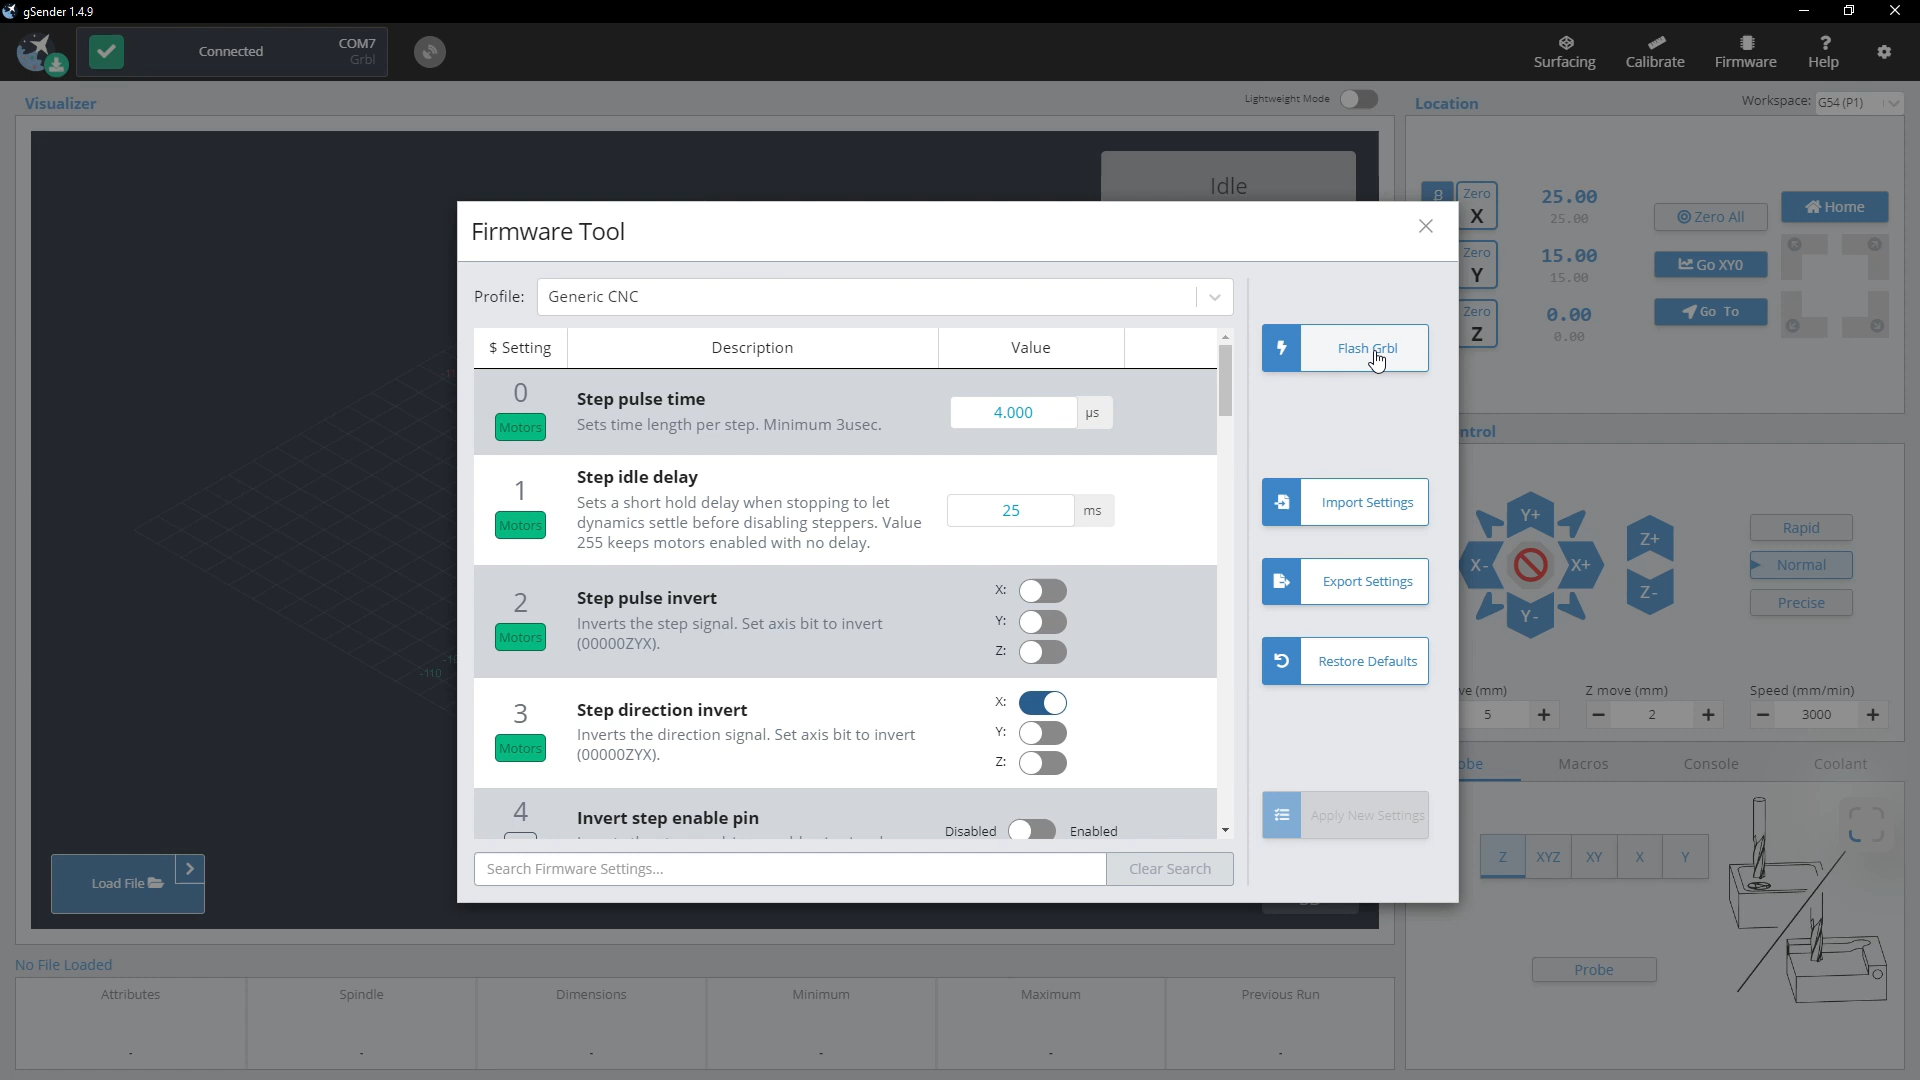 gSender 1.4.9
Connected
COM7
Grbl
Surfacing
Calibrate
Firmware
Help
Visualizer
Lightweight Mode
Location
Workspace:
G54 (P1)
Idle
Firmware Tool
Profile:
Generic CNC
$ Setting
Description
Value
0
Motors
Step pulse time
Sets time length per step. Minimum 3usec.
4.000
µs
1
Motors
Step idle delay
Sets a short hold delay when stopping to let
dynamics settle before disabling steppers. Value
255 keeps motors enabled with no delay.
25
ms
2
Motors
Step pulse invert
Inverts the step signal. Set axis bit to invert
(00000ZYX).
X:
Y:
Z:
3
Motors
Step direction invert
Inverts the direction signal. Set axis bit to invert
(00000ZYX).
X:
Y:
Z:
4
Invert step enable pin
Disabled
Enabled
Search Firmware Settings...
Clear Search
Flash Grbl
Import Settings
Export Settings
Restore Defaults
Apply New Settings
Zero
X
25.00
25.00
Zero
Y
15.00
15.00
Zero
Z
0.00
0.00
Zero All
Go XY0
Go To
Home
ntrol
X-
Y+
X+
Y-
Z+
Z-
Rapid
Normal
Precise
ve (mm)
5
Z move (mm)
2
Speed (mm/min)
3000
obe
Macros
Console
Coolant
Z
XYZ
XY
X
Y
Probe
-110
Load File
No File Loaded
Attributes
Spindle
Dimensions
Minimum
Maximum
Previous Run
-
-
-
-
-
-